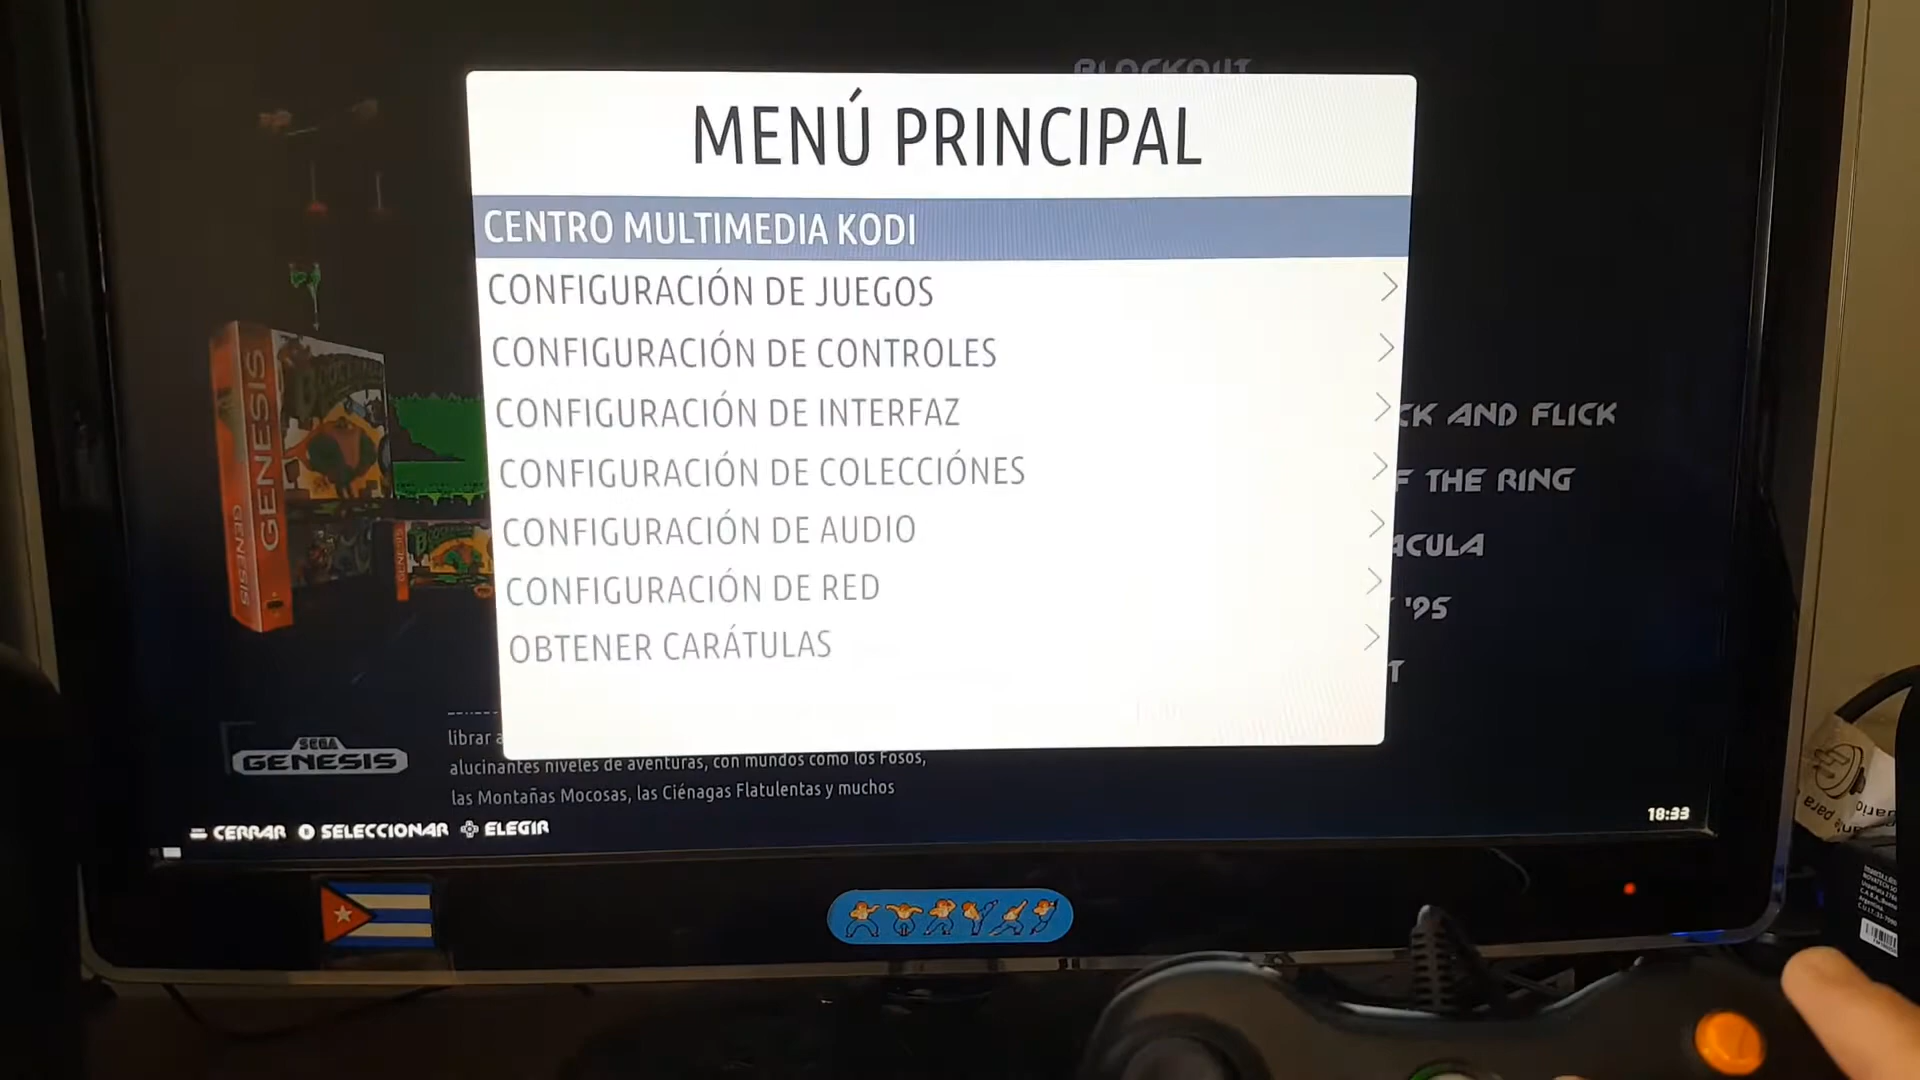 BLOCKOUT
MENÚ PRINCIPAL
CENTRO MULTIMEDIA KODI
CONFIGURACIÓN DE JUEGOS
CONFIGURACIÓN DE CONTROLES
CONFIGURACIÓN DE INTERFAZ
CONFIGURACIÓN DE COLECCIÓNES
CONFIGURACIÓN DE AUDIO
CONFIGURACIÓN DE RED
OBTENER CARÁTULAS
CK AND FLICK
F THE RING
ACULA
'95
T
GENESIS
GENESIS
SEGA
GENESIS
librar a
alucinantes niveles de aventuras, con mundos como los Fosos,
las Montañas Mocosas, las Ciénagas Flatulentas y muchos
CERRAR SELECCIONAR ELEGIR
18:33